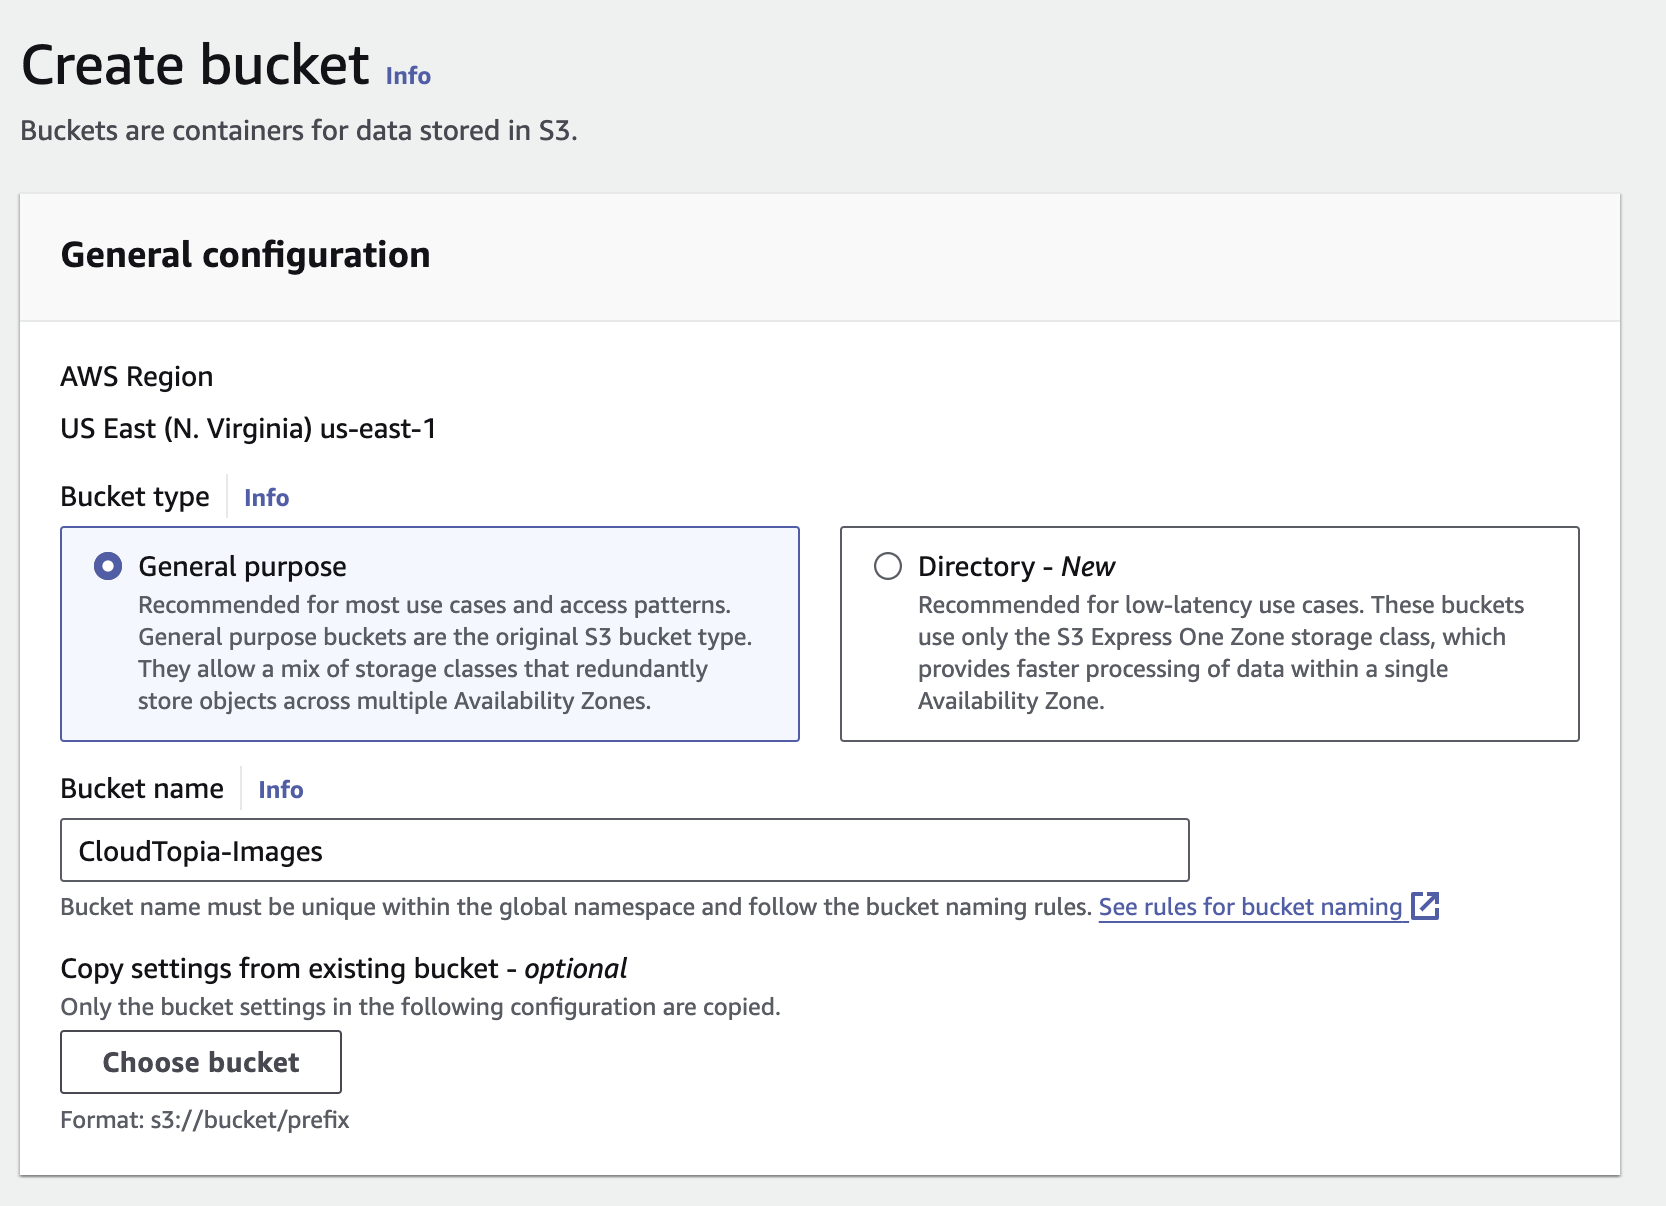 Create bucket Info
Buckets are containers for data stored in S3.
General configuration
AWS Region
US East (N. Virginia) us-east-1
Bucket type Info
General purpose
Recommended for most use cases and access patterns.
General purpose buckets are the original S3 bucket type.
They allow a mix of storage classes that redundantly
store objects across multiple Availability Zones.
Directory - New
Recommended for low-latency use cases. These buckets
use only the S3 Express One Zone storage class, which
provides faster processing of data within a single
Availability Zone.
Bucket name Info
CloudTopia-Images
Bucket name must be unique within the global namespace and follow the bucket naming rules. See rules for bucket naming
Copy settings from existing bucket - optional
Only the bucket settings in the following configuration are copied.
Choose bucket
Format: s3://bucket/prefix